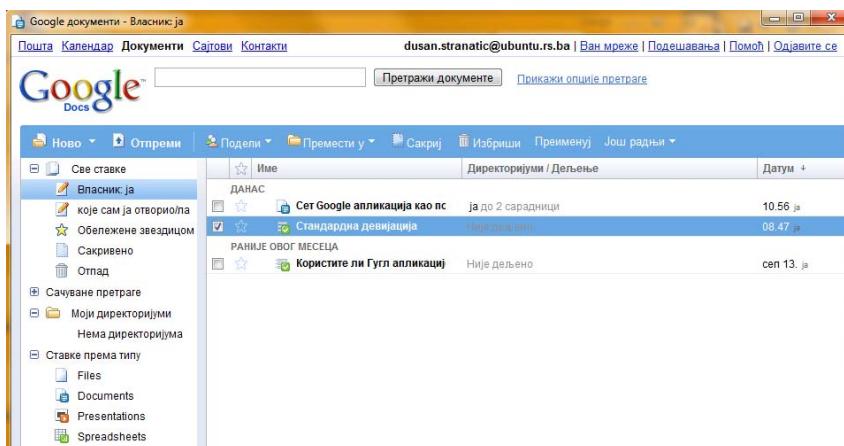 Google документи - Власник: ја
Пошта Календар Документи Сајтови Контакти
dusan.stranatic@ubuntu.rs.ba | Ван мреже | Подешавања | Помоћ | Одјавите се
Google Docs
Претражи документе
Прикажи опције претраге
Ново Отпреми Подели Премести у Сакриј Избриши Преименуј Још радњи
Све ставке
Власник: ја
које сам ја отворио/ла
Обележене звездицом
Сакривено
Отпад
Сачуване претраге
Моји директоријуми
Нема директоријума
Ставке према типу
Files
Documents
Presentations
Spreadsheets
Име Директоријуми / Дељење Датум
ДАНАС
Сет Google апликација као пс ја до 2 сарадници 10.56 ја
Стандардна девијација Није дељено 08.47 ја
РАНИЈЕ ОВОГ МЕСЕЦА
Користите ли Гугл апликациј Није дељено сеп 13. ја